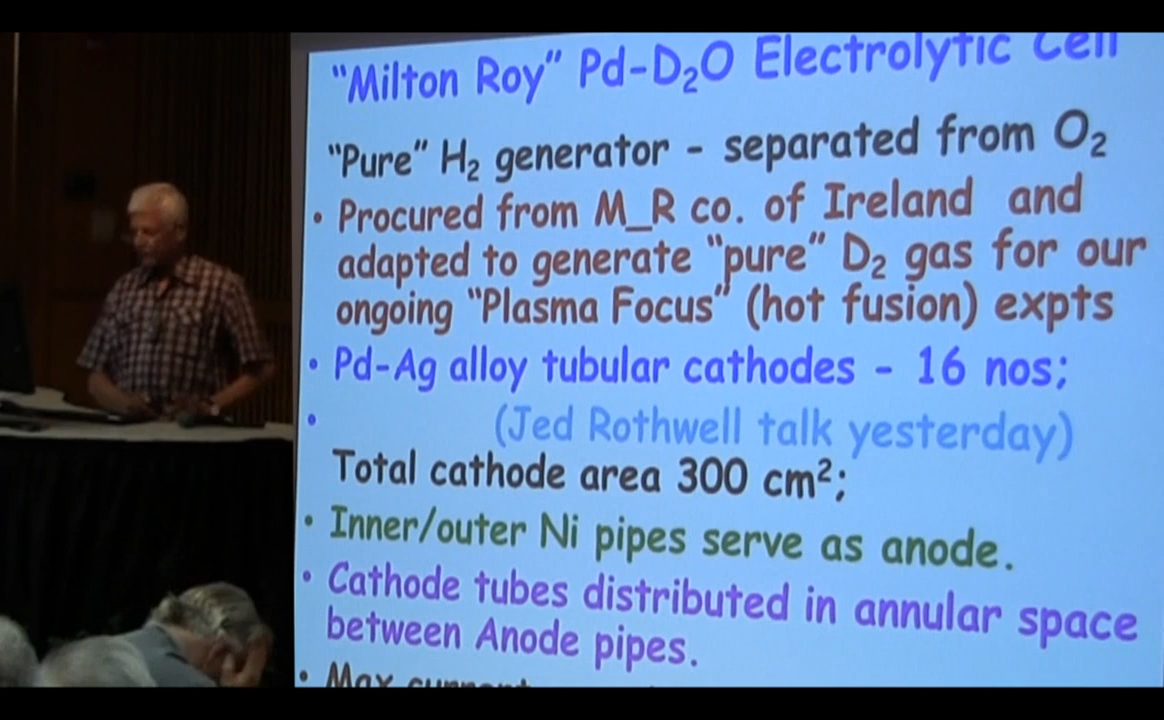 "Milton Roy" Pd-D₂O Electrolytic Cell
"Pure" H₂ generator - separated from O₂
• Procured from M_R co. of Ireland and
adapted to generate "pure" D₂ gas for our
ongoing "Plasma Focus" (hot fusion) expts
• Pd-Ag alloy tubular cathodes - 16 nos;
• (Jed Rothwell talk yesterday)
Total cathode area 300 cm²;
• Inner/outer Ni pipes serve as anode.
• Cathode tubes distributed in annular space
between Anode pipes.
• Max current